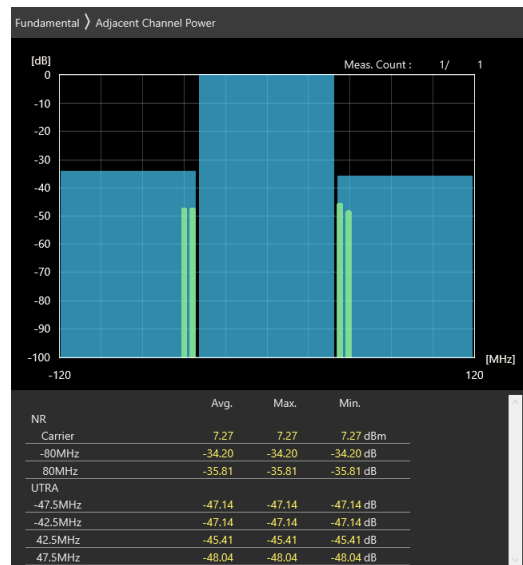 Fundamental ❯ Adjacent Channel Power
[dB]
Meas. Count : 1/ 1
0
-10
-20
-30
-40
-50
-60
-70
-80
-90
-100
[MHz]
-120 120
Avg. Max. Min.
NR
Carrier 7.27 7.27 7.27 dBm
-80MHz -34.20 -34.20 -34.20 dB
80MHz -35.81 -35.81 -35.81 dB
UTRA
-47.5MHz -47.14 -47.14 -47.14 dB
-42.5MHz -47.14 -47.14 -47.14 dB
42.5MHz -45.41 -45.41 -45.41 dB
47.5MHz -48.04 -48.04 -48.04 dB